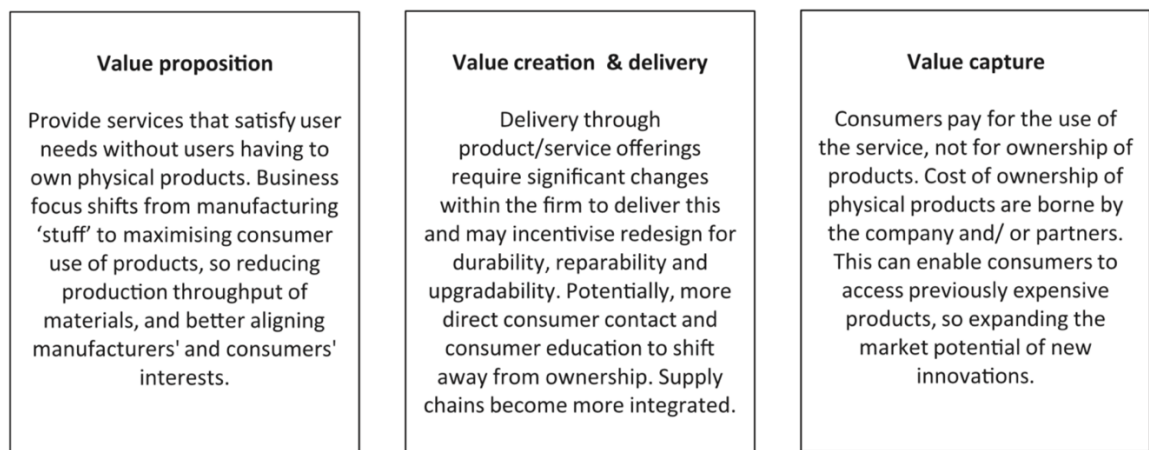 Value proposition
Provide services that satisfy user
needs without users having to
own physical products. Business
focus shifts from manufacturing
‘stuff’ to maximising consumer
use of products, so reducing
production throughput of
materials, and better aligning
manufacturers' and consumers'
interests.
Value creation & delivery
Delivery through
product/service offerings
require significant changes
within the firm to deliver this
and may incentivise redesign for
durability, reparability and
upgradability. Potentially, more
direct consumer contact and
consumer education to shift
away from ownership. Supply
chains become more integrated.
Value capture
Consumers pay for the use of
the service, not for ownership of
products. Cost of ownership of
physical products are borne by
the company and/ or partners.
This can enable consumers to
access previously expensive
products, so expanding the
market potential of new
innovations.